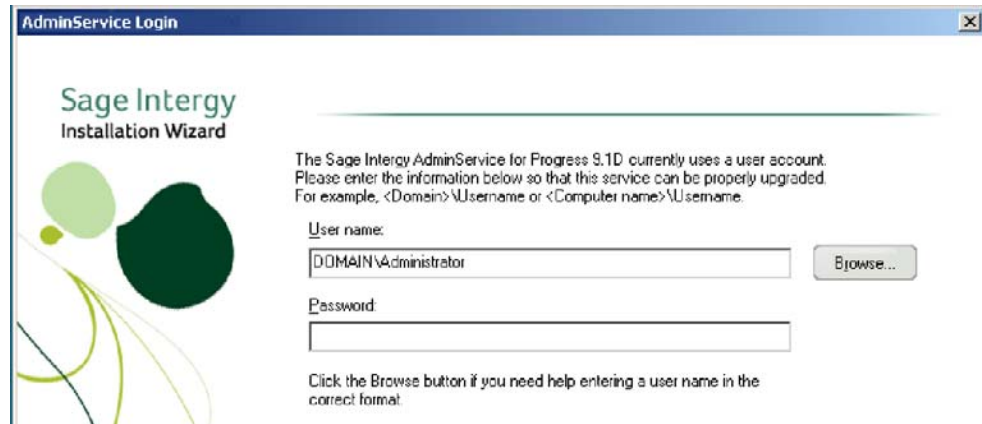 AdminService Login
Sage Intergy
Installation Wizard
The Sage Intergy AdminService for Progress 9.1D currently uses a user account.
Please enter the information below so that this service can be properly upgraded.
For example, <Domain>\Username or <Computer name>\Username.
User name:
DOMAIN\Administrator
Browse...
Password:
Click the Browse button if you need help entering a user name in the
correct format.